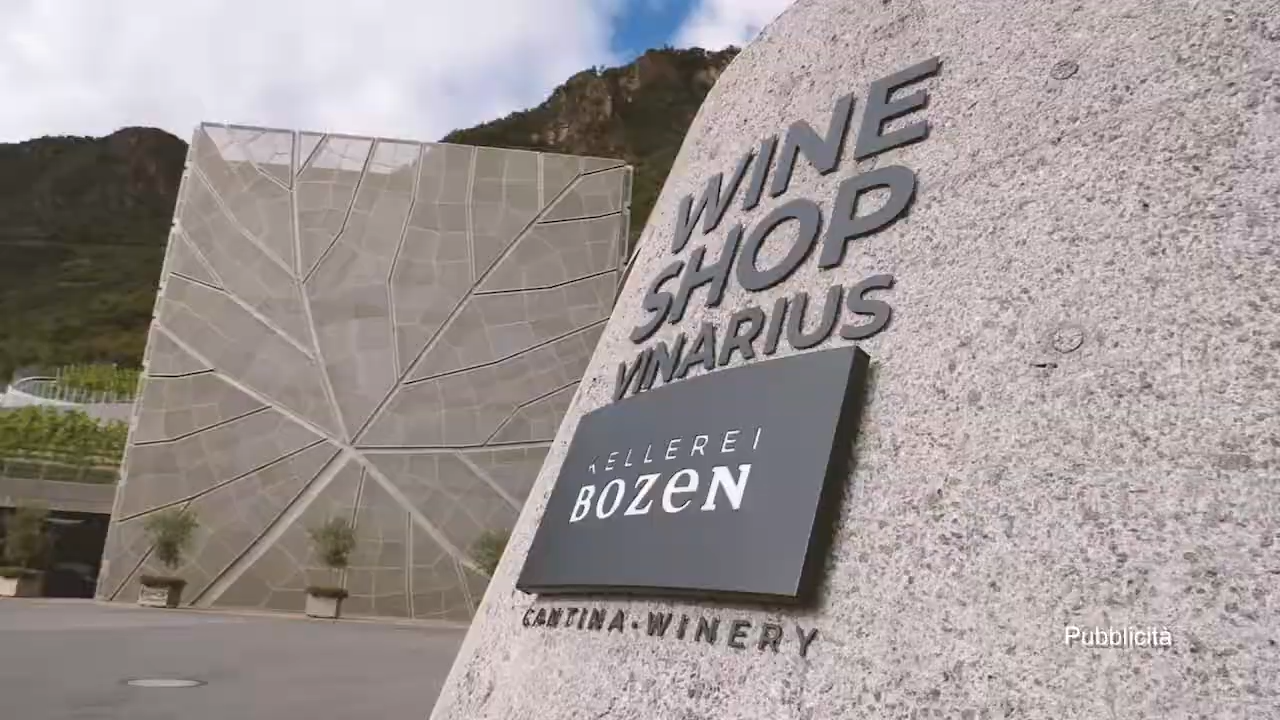 WINE
SHOP
VINARIUS
KELLEREI
BOZEN
CANTINA-WINERY
Pubblicità